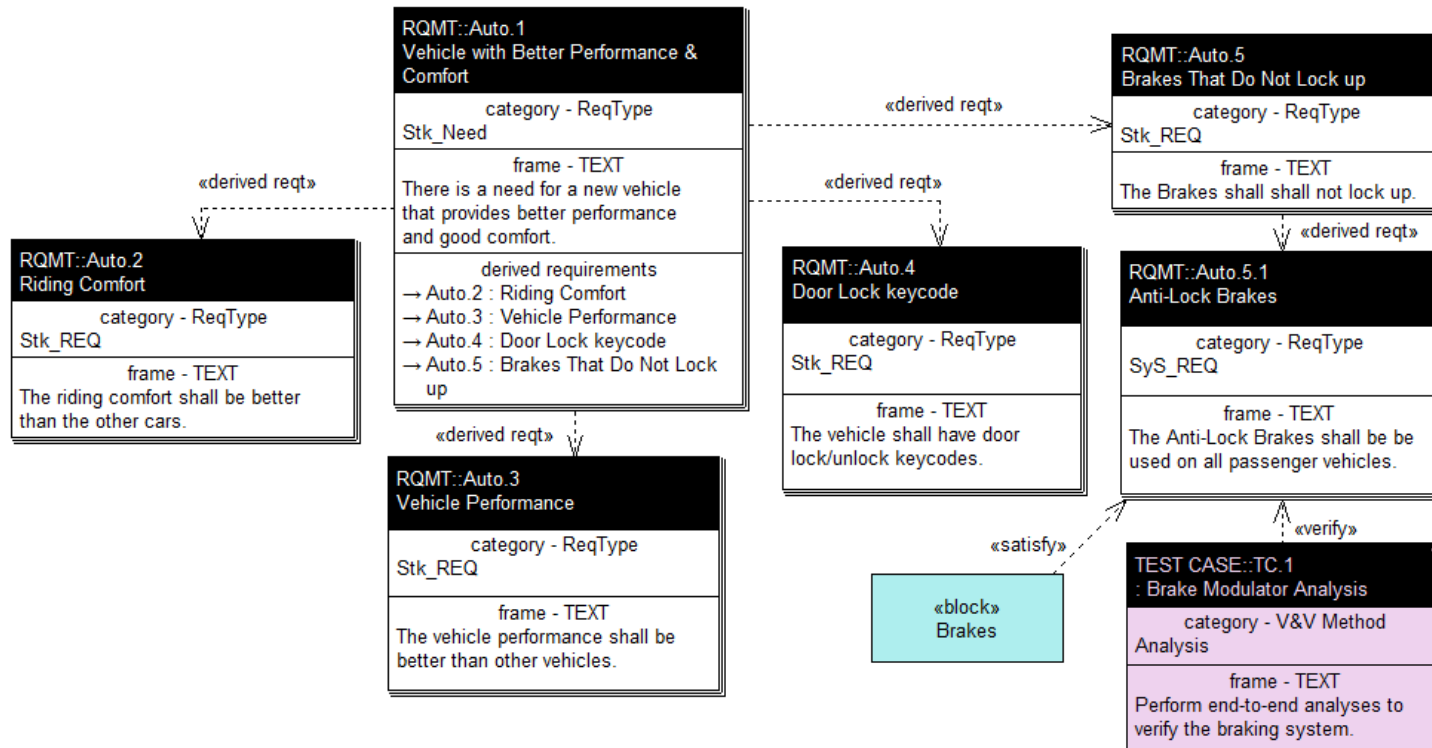 RQMT::Auto.1
Vehicle with Better Performance &
Comfort
category - ReqType
Stk_Need
frame - TEXT
There is a need for a new vehicle
that provides better performance
and good comfort.
derived requirements
→ Auto.2 : Riding Comfort
→ Auto.3 : Vehicle Performance
→ Auto.4 : Door Lock keycode
→ Auto.5 : Brakes That Do Not Lock
up
«derived reqt»
RQMT::Auto.5
Brakes That Do Not Lock up
category - ReqType
Stk_REQ
frame - TEXT
The Brakes shall shall not lock up.
«derived reqt»
«derived reqt»
«derived reqt»
RQMT::Auto.2
Riding Comfort
category - ReqType
Stk_REQ
frame - TEXT
The riding comfort shall be better
than the other cars.
RQMT::Auto.4
Door Lock keycode
category - ReqType
Stk_REQ
frame - TEXT
The vehicle shall have door
lock/unlock keycodes.
RQMT::Auto.5.1
Anti-Lock Brakes
category - ReqType
SyS_REQ
frame - TEXT
The Anti-Lock Brakes shall be be
used on all passenger vehicles.
«derived reqt»
RQMT::Auto.3
Vehicle Performance
category - ReqType
Stk_REQ
frame - TEXT
The vehicle performance shall be
better than other vehicles.
«satisfy»
«verify»
«block»
Brakes
TEST CASE::TC.1
: Brake Modulator Analysis
category - V&V Method
Analysis
frame - TEXT
Perform end-to-end analyses to
verify the braking system.